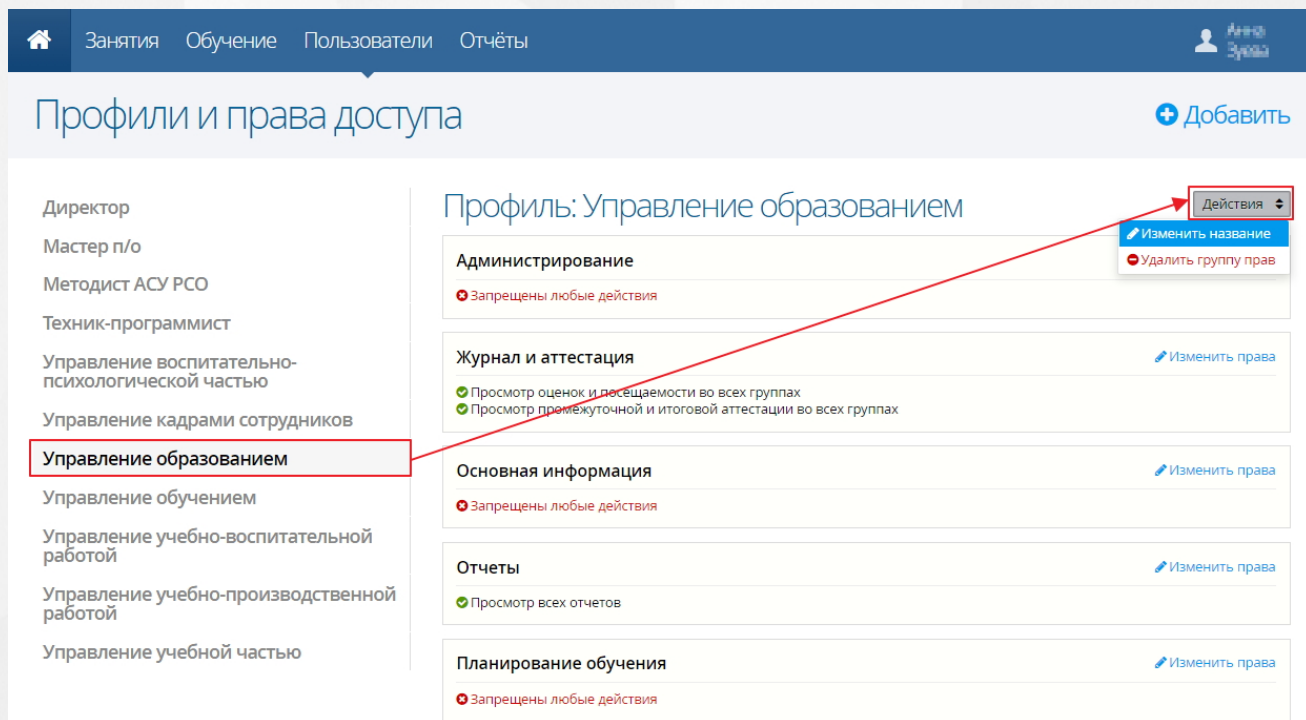 Занятия Обучение Пользователи Отчёты
Профили и права доступа
Добавить
Директор
Мастер п/о
Методист АСУ РСО
Техник-программист
Управление воспитательно-
психологической частью
Управление кадрами сотрудников
Управление образованием
Управление обучением
Управление учебно-воспитательной
работой
Управление учебно-производственной
работой
Управление учебной частью
Профиль: Управление образованием
Действия
Изменить название
Удалить группу прав
Администрирование
Запрещены любые действия
Журнал и аттестация
Изменить права
Просмотр оценок и посещаемости во всех группах
Просмотр промежуточной и итоговой аттестации во всех группах
Основная информация
Изменить права
Запрещены любые действия
Отчеты
Изменить права
Просмотр всех отчетов
Планирование обучения
Изменить права
Запрещены любые действия